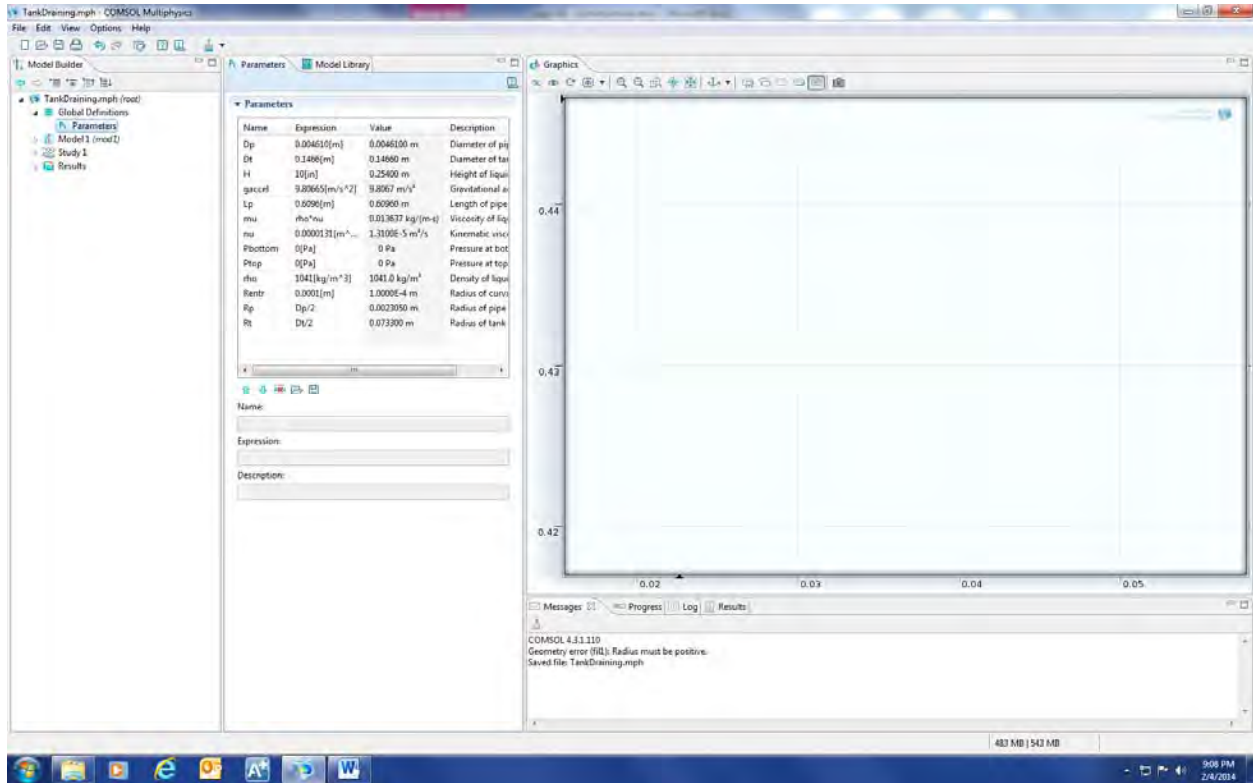 TankDraining.mph - COMSOL Multiphysics
File Edit View Options Help
Model Builder
TankDraining.mph (root)
Global Definitions
Parameters
Model 1 (mod1)
Study 1
Results
Parameters Model Library
Parameters
Name Expression Value Description
Dp 0.004610[m] 0.0046100 m Diameter of pip
Dt 0.1466[m] 0.14660 m Diameter of tan
H 10[in] 0.25400 m Height of liqui
gaccel 9.80665[m/s^2] 9.8067 m/s² Gravitational a
Lp 0.6096[m] 0.60960 m Length of pipe
mu rho*nu 0.013637 kg/(m·s) Viscosity of liq
nu 0.0000131[m^... 1.3100E-5 m²/s Kinematic visco
Pbottom 0[Pa] 0 Pa Pressure at bot
Ptop 0[Pa] 0 Pa Pressure at top
rho 1041[kg/m^3] 1041.0 kg/m³ Density of liqui
Rentr 0.0001[m] 1.0000E-4 m Radius of curva
Rp Dp/2 0.0023050 m Radius of pipe
Rt Dt/2 0.073300 m Radius of tank
Name:
Expression:
Description:
Graphics
0.44
0.43
0.42
0.02 0.03 0.04 0.05
Messages Progress Log Results
COMSOL 4.3.1.110
Geometry error (fil1): Radius must be positive.
Saved file: TankDraining.mph
483 MB | 543 MB
9:08 PM
2/4/2014